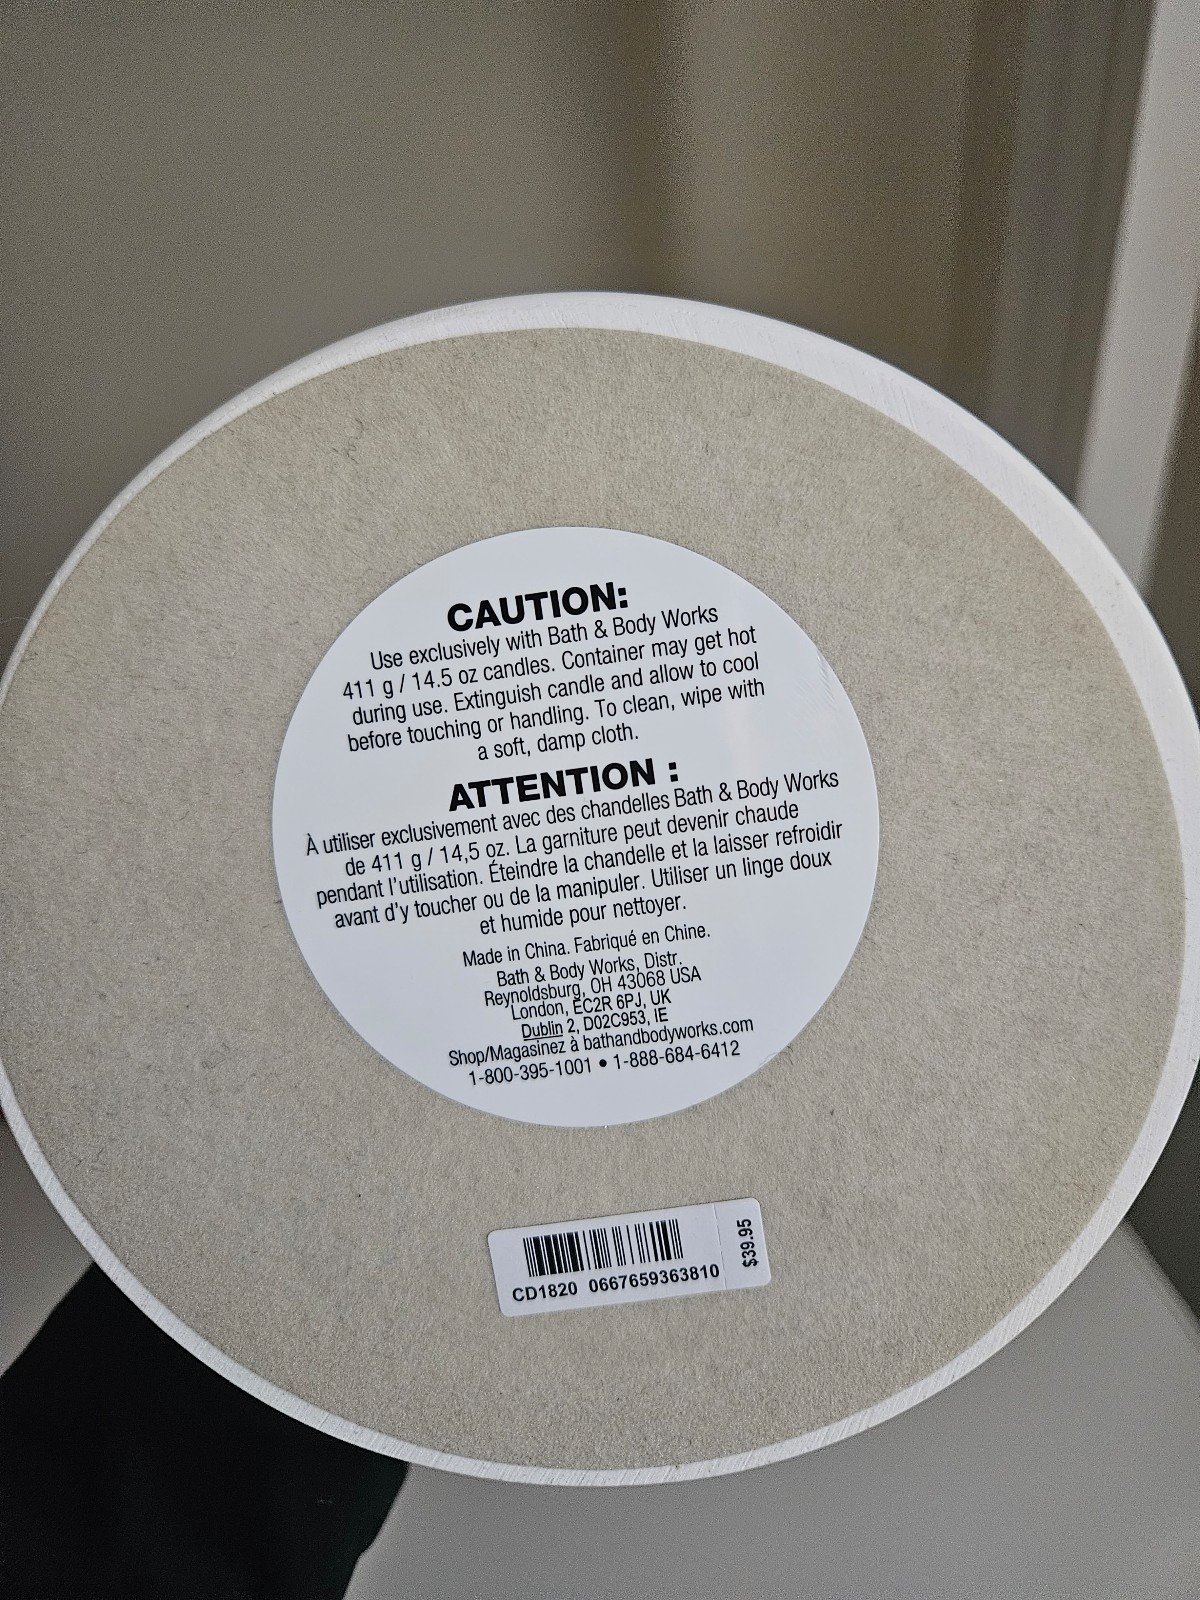 CAUTION:
Use exclusively with Bath & Body Works
411 g / 14.5 oz candles. Container may get hot
during use. Extinguish candle and allow to cool
before touching or handling. To clean, wipe with
a soft, damp cloth.
ATTENTION :
À utiliser exclusivement avec des chandelles Bath & Body Works
de 411 g / 14,5 oz. La garniture peut devenir chaude
pendant l'utilisation. Éteindre la chandelle et la laisser refroidir
avant d'y toucher ou de la manipuler. Utiliser un linge doux
et humide pour nettoyer.
Made in China. Fabriqué en Chine.
Bath & Body Works, Distr.
Reynoldsburg, OH 43068 USA
London, EC2R 6PJ, UK
Dublin 2, D02C953, IE
Shop/Magasinez à bathandbodyworks.com
1-800-395-1001 • 1-888-684-6412
CD1820 0667659363810
$39.95